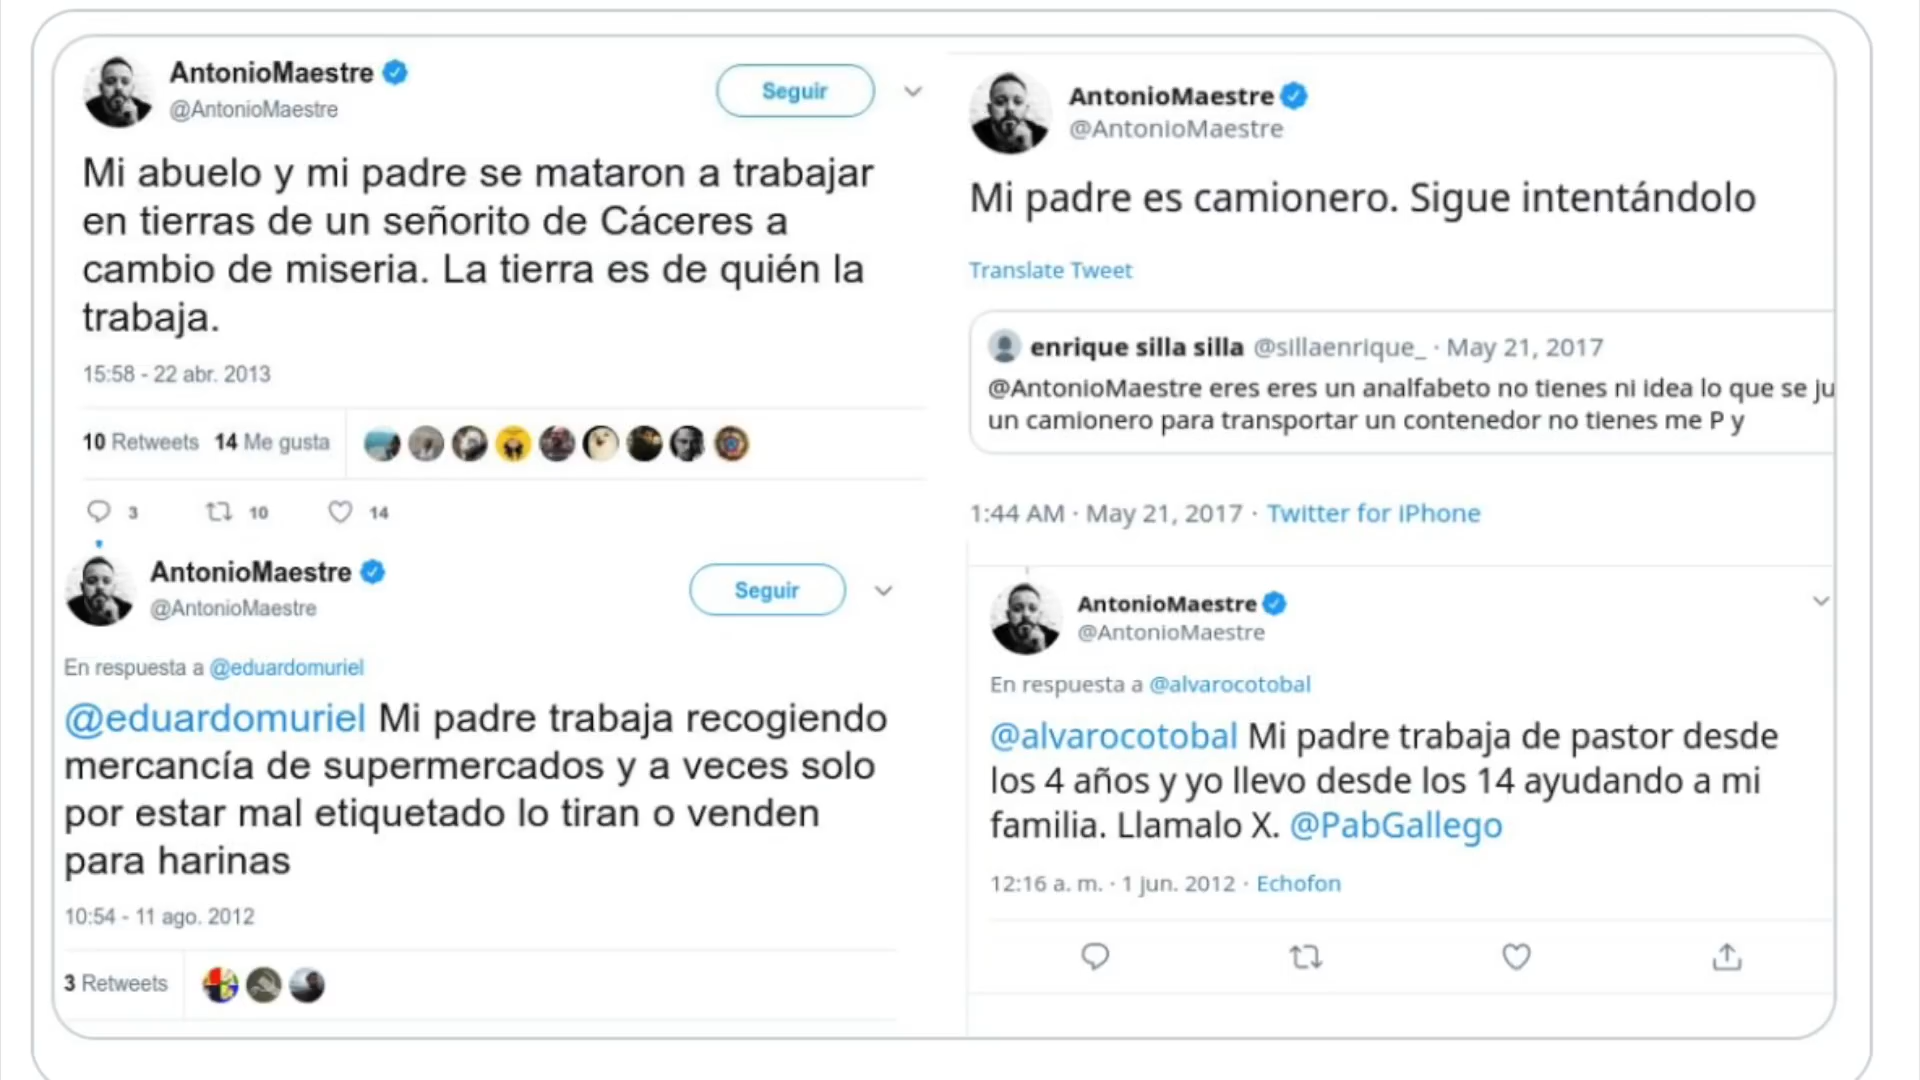 AntonioMaestre
@AntonioMaestre
Seguir
Mi abuelo y mi padre se mataron a trabajar
en tierras de un señorito de Cáceres a
cambio de miseria. La tierra es de quién la
trabaja.
15:58 - 22 abr. 2013
10 Retweets 14 Me gusta
3 10 14
AntonioMaestre
@AntonioMaestre
Seguir
En respuesta a @eduardomuriel
@eduardomuriel Mi padre trabaja recogiendo
mercancía de supermercados y a veces solo
por estar mal etiquetado lo tiran o venden
para harinas
10:54 - 11 ago. 2012
3 Retweets
AntonioMaestre
@AntonioMaestre
Mi padre es camionero. Sigue intentándolo
Translate Tweet
enrique silla silla @sillaenrique_ · May 21, 2017
@AntonioMaestre eres eres un analfabeto no tienes ni idea lo que se ju
un camionero para transportar un contenedor no tienes me P y
1:44 AM · May 21, 2017 · Twitter for iPhone
AntonioMaestre
@AntonioMaestre
En respuesta a @alvarocotobal
@alvarocotobal Mi padre trabaja de pastor desde
los 4 años y yo llevo desde los 14 ayudando a mi
familia. Llamalo X. @PabGallego
12:16 a. m. · 1 jun. 2012 · Echofon